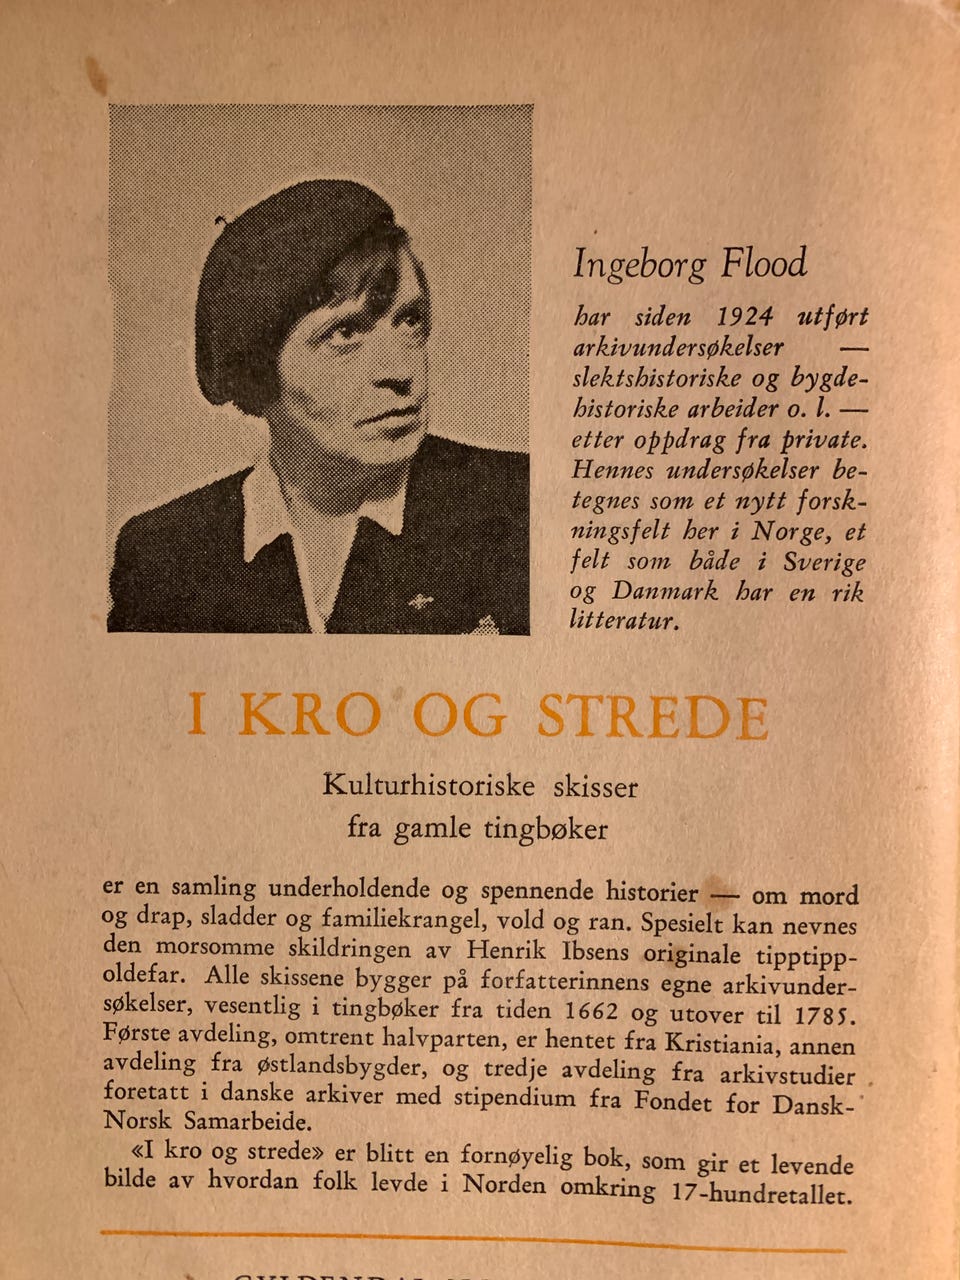 Ingeborg Flood
har siden 1924 utført
arkivundersøkelser —
slektshistoriske og bygde-
historiske arbeider o. l. —
etter oppdrag fra private.
Hennes undersøkelser be-
tegnes som et nytt forsk-
ningsfelt her i Norge, et
felt som både i Sverige
og Danmark har en rik
litteratur.
I KRO OG STREDE
Kulturhistoriske skisser
fra gamle tingbøker
er en samling underholdende og spennende historier — om mord
og drap, sladder og familiekrangel, vold og ran. Spesielt kan nevnes
den morsomme skildringen av Henrik Ibsens originale tipptipp-
oldefar. Alle skissene bygger på forfatterinnens egne arkivunder-
søkelser, vesentlig i tingbøker fra tiden 1662 og utover til 1785.
Første avdeling, omtrent halvparten, er hentet fra Kristiania, annen
avdeling fra østlandsbygder, og tredje avdeling fra arkivstudier
foretatt i danske arkiver med stipendium fra Fondet for Dansk-
Norsk Samarbeide.
«I kro og strede» er blitt en fornøyelig bok, som gir et levende
bilde av hvordan folk levde i Norden omkring 17-hundretallet.